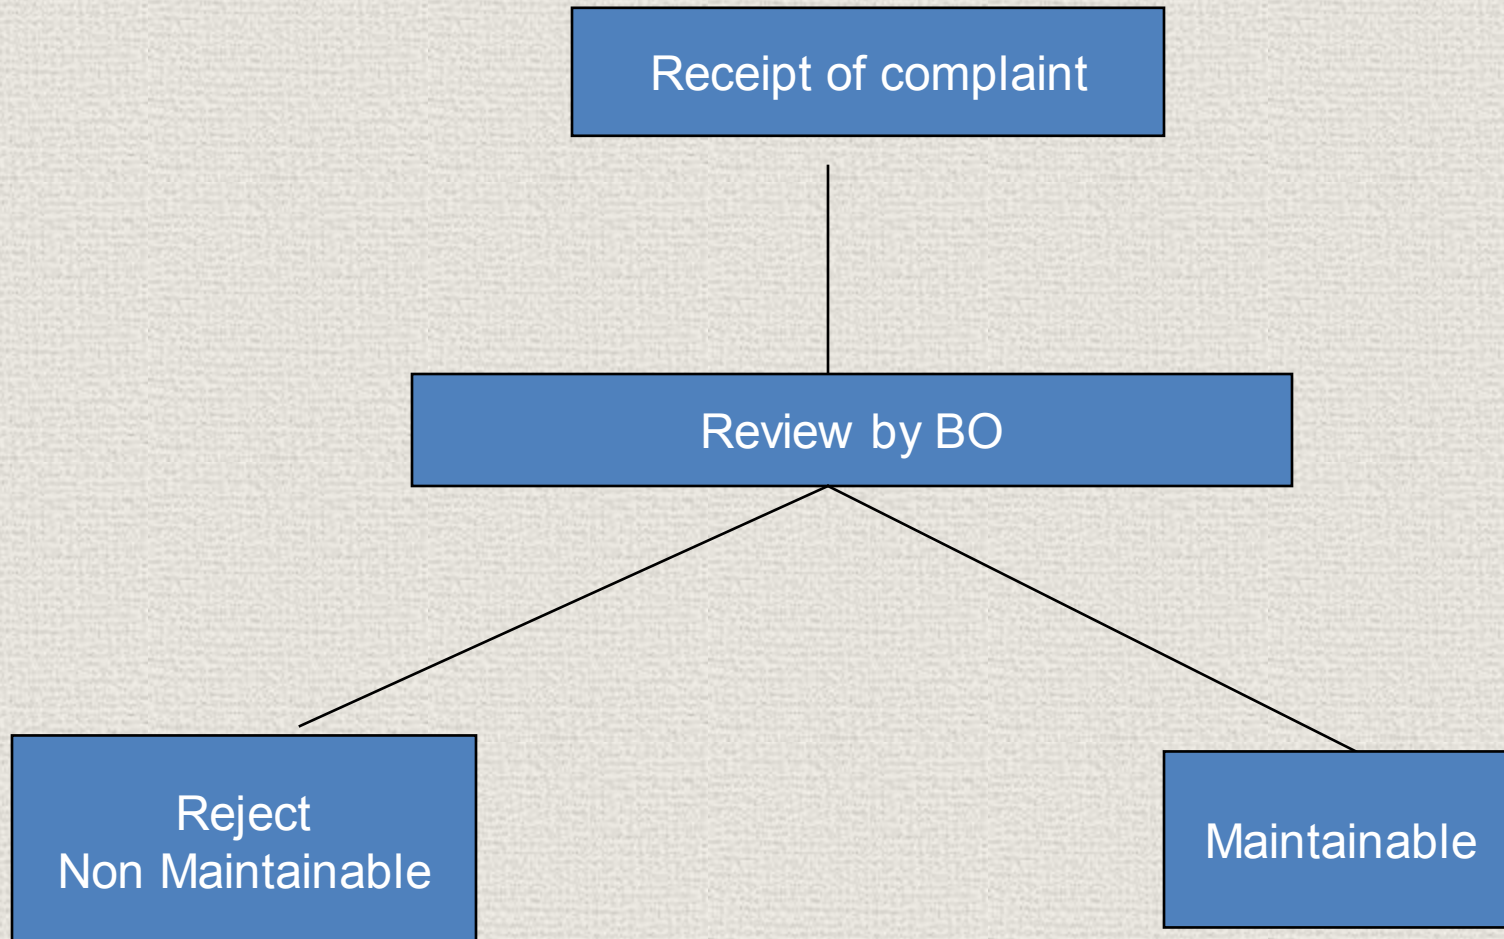 Receipt of complaint
Review by BO
Reject
Non Maintainable
Maintainable